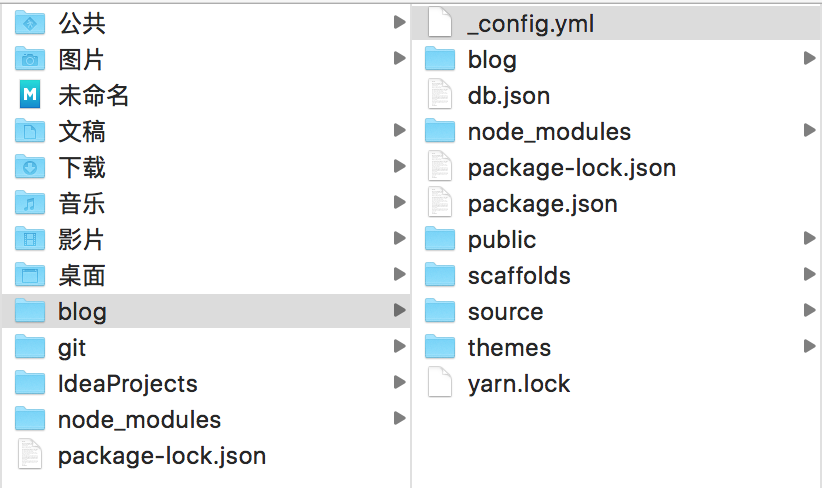 公共
图片
未命名
文稿
下载
音乐
影片
桌面
blog
git
IdeaProjects
node_modules
package-lock.json
_config.yml
blog
db.json
node_modules
package-lock.json
package.json
public
scaffolds
source
themes
yarn.lock